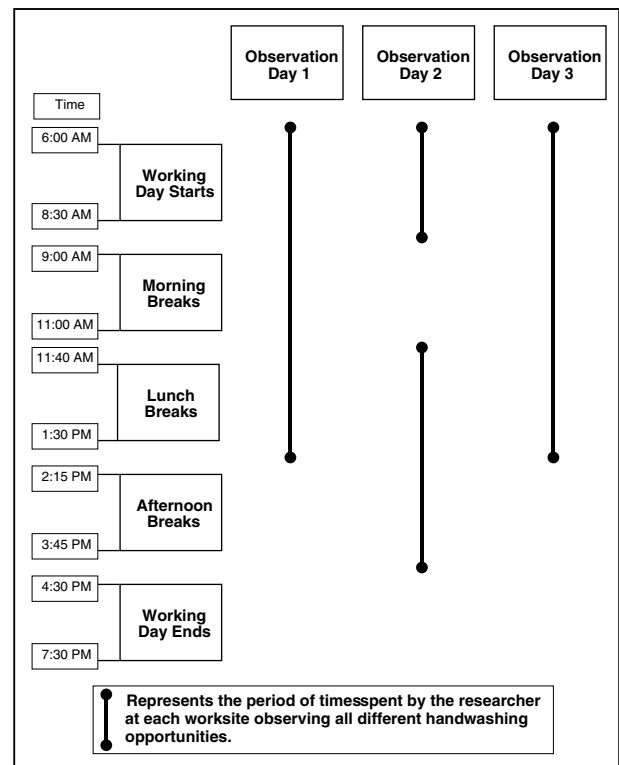 Observation
Day 1
Observation
Day 2
Observation
Day 3
Time
6:00 AM
Working
Day Starts
8:30 AM
9:00 AM
Morning
Breaks
11:00 AM
11:40 AM
Lunch
Breaks
1:30 PM
2:15 PM
Afternoon
Breaks
3:45 PM
4:30 PM
Working
Day Ends
7:30 PM
Represents the period of timesspent by the researcher
at each worksite observing all different handwashing
opportunities.